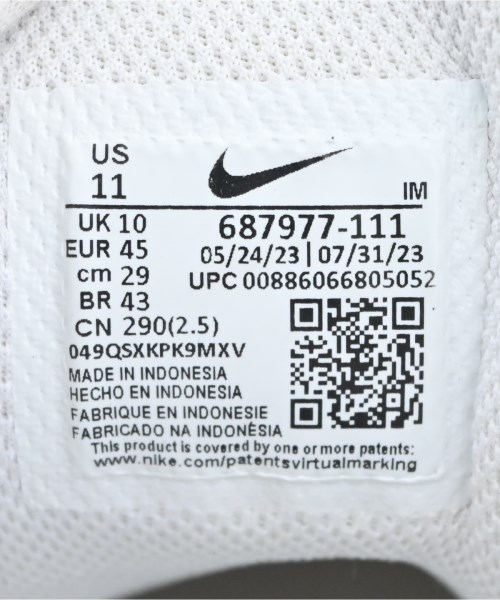 US
11
IM
UK 10
687977-111
EUR 45
05/24/23 | 07/31/23
cm 29
UPC 00886066805052
BR 43
CN 290(2.5)
049QSXKPK9MXV
MADE IN INDONESIA
HECHO EN INDONESIA
FABRIQUE EN INDONESIE
FABRICADO NA INDONÉSIA
This product is covered by one or more patents:
www.nike.com/patentsvirtualmarking